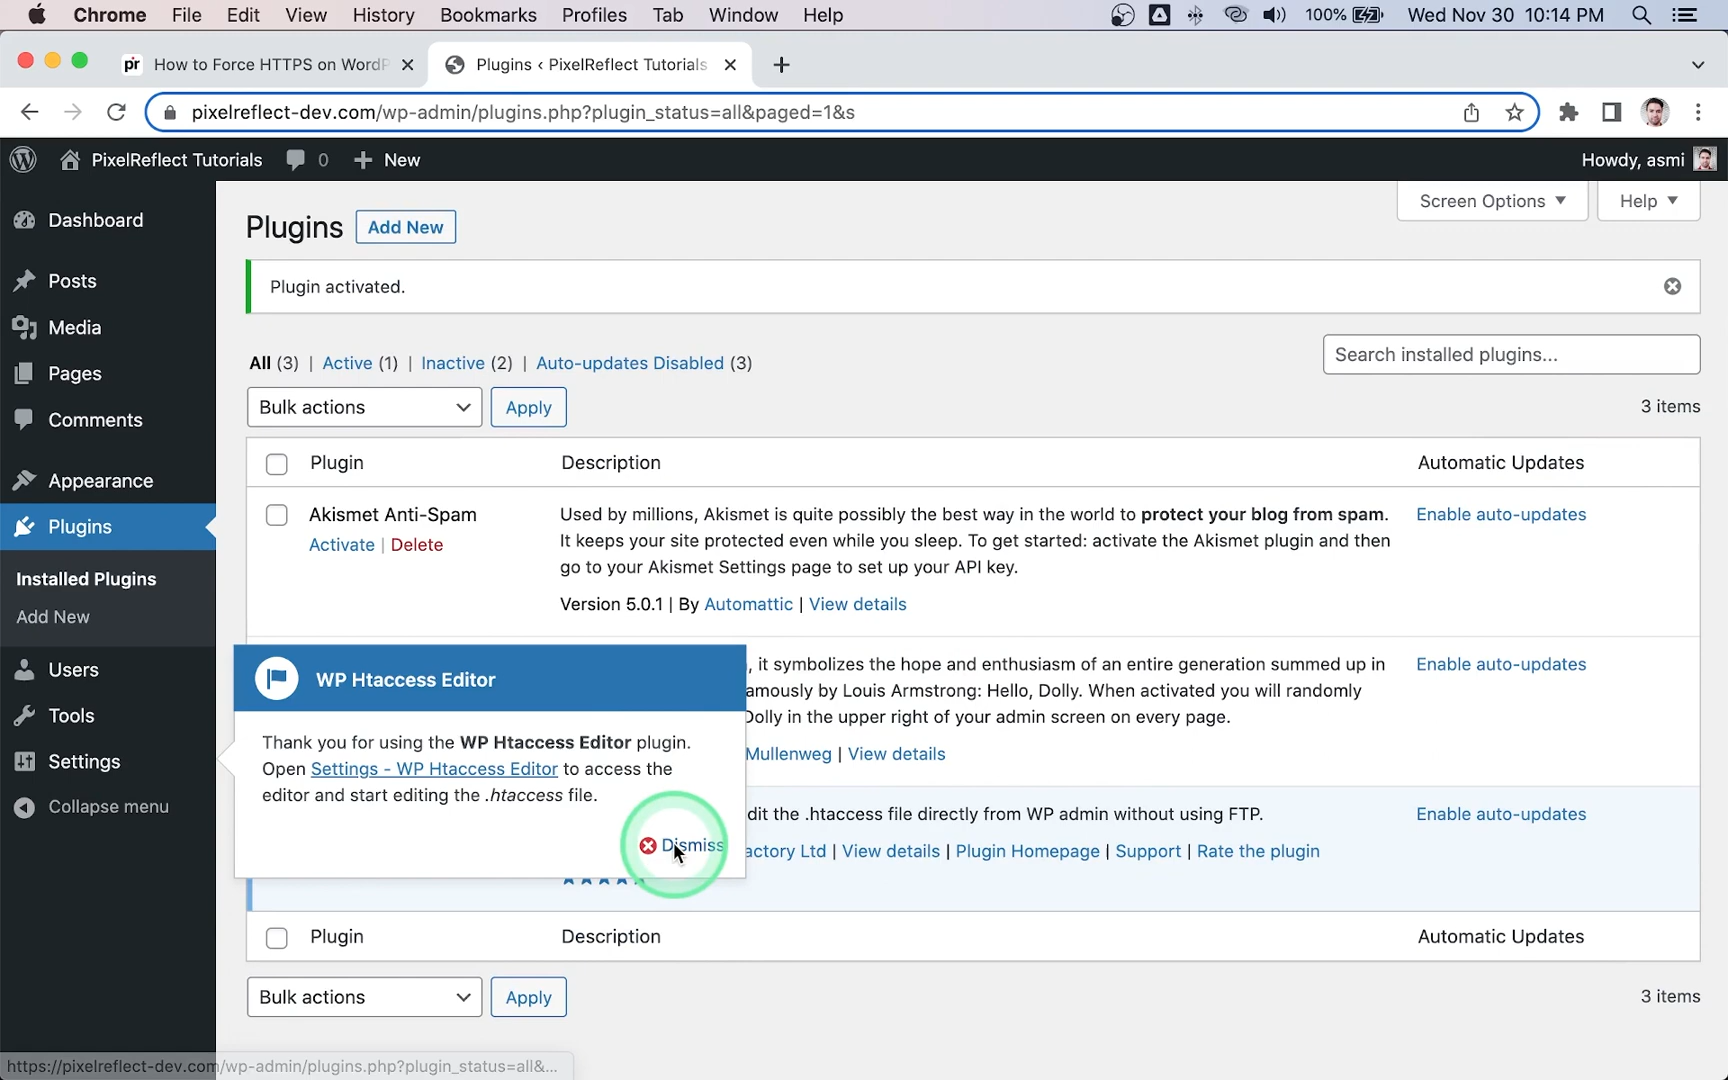 Chrome File Edit View History Bookmarks Profiles Tab Window Help 100% Wed Nov 30 10:14 PM
pr How to Force HTTPS on WordP Plugins ‹ PixelReflect Tutorials
pixelreflect-dev.com/wp-admin/plugins.php?plugin_status=all&paged=1&s
PixelReflect Tutorials 0 New Howdy, asmi
Dashboard
Posts
Media
Pages
Comments
Appearance
Plugins
Installed Plugins
Add New
Users
Tools
Settings
Collapse menu
Screen Options Help
Plugins Add New
Plugin activated.
All (3) | Active (1) | Inactive (2) | Auto-updates Disabled (3)
Search installed plugins...
Bulk actions Apply 3 items
Plugin Description Automatic Updates
Akismet Anti-Spam Used by millions, Akismet is quite possibly the best way in the world to protect your blog from spam. Enable auto-updates
Activate | Delete It keeps your site protected even while you sleep. To get started: activate the Akismet plugin and then
go to your Akismet Settings page to set up your API key.
Version 5.0.1 | By Automattic | View details
, it symbolizes the hope and enthusiasm of an entire generation summed up in Enable auto-updates
amously by Louis Armstrong: Hello, Dolly. When activated you will randomly
Dolly in the upper right of your admin screen on every page.
Mullenweg | View details
WP Htaccess Editor
Thank you for using the WP Htaccess Editor plugin.
Open Settings - WP Htaccess Editor to access the
editor and start editing the .htaccess file.
Dismiss
dit the .htaccess file directly from WP admin without using FTP. Enable auto-updates
actory Ltd | View details | Plugin Homepage | Support | Rate the plugin
Plugin Description Automatic Updates
Bulk actions Apply 3 items
https://pixelreflect-dev.com/wp-admin/plugins.php?plugin_status=all&...